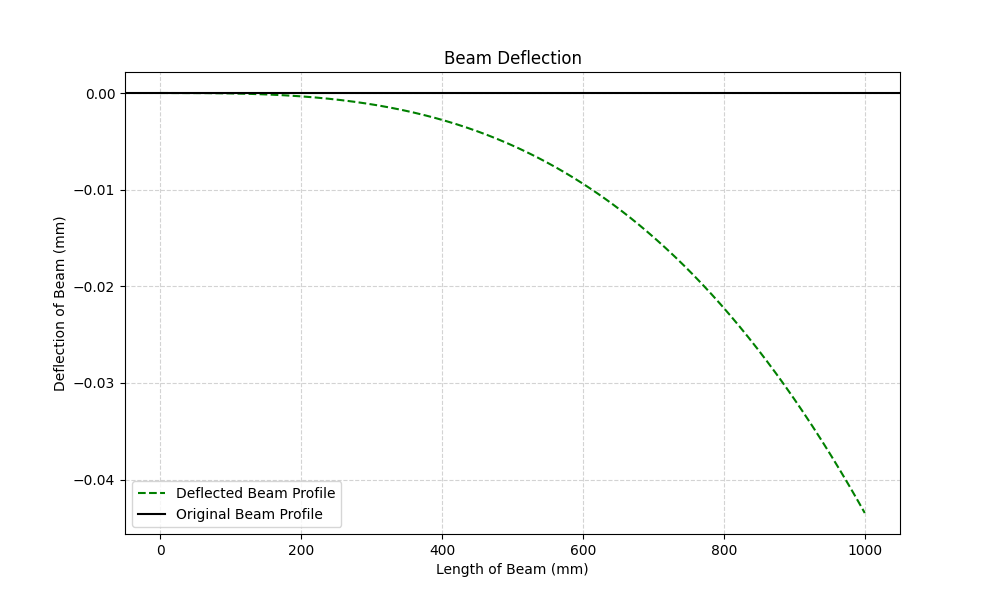 Beam Deflection
Deflection of Beam (mm)
0.00
−0.01
−0.02
−0.03
−0.04
Deflected Beam Profile
Original Beam Profile
0 200 400 600 800 1000
Length of Beam (mm)